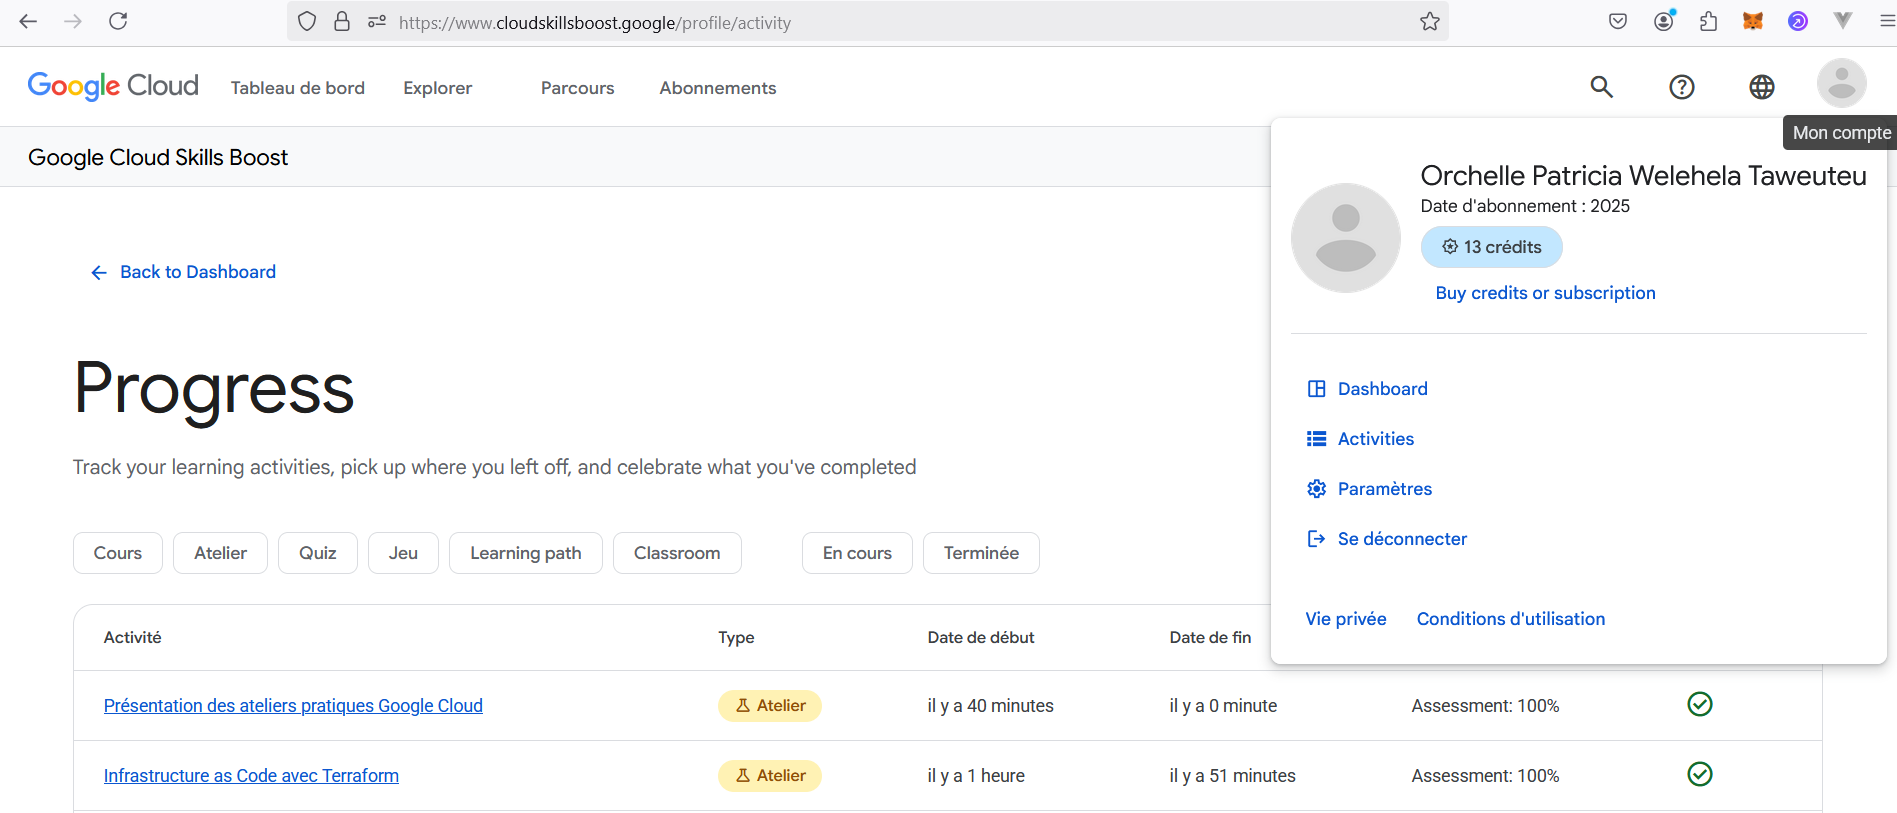 https://www.cloudskillsboost.google/profile/activity
Google Cloud Tableau de bord Explorer Parcours Abonnements
Mon compte
Google Cloud Skills Boost
Orchelle Patricia Welehela Taweuteu
Date d'abonnement : 2025
13 crédits
Buy credits or subscription
Back to Dashboard
Progress
Track your learning activities, pick up where you left off, and celebrate what you've completed
Dashboard
Activities
Paramètres
Se déconnecter
Vie privée Conditions d'utilisation
Cours Atelier Quiz Jeu Learning path Classroom En cours Terminée
Activité Type Date de début Date de fin
Présentation des ateliers pratiques Google Cloud Atelier il y a 40 minutes il y a 0 minute Assessment: 100%
Infrastructure as Code avec Terraform Atelier il y a 1 heure il y a 51 minutes Assessment: 100%